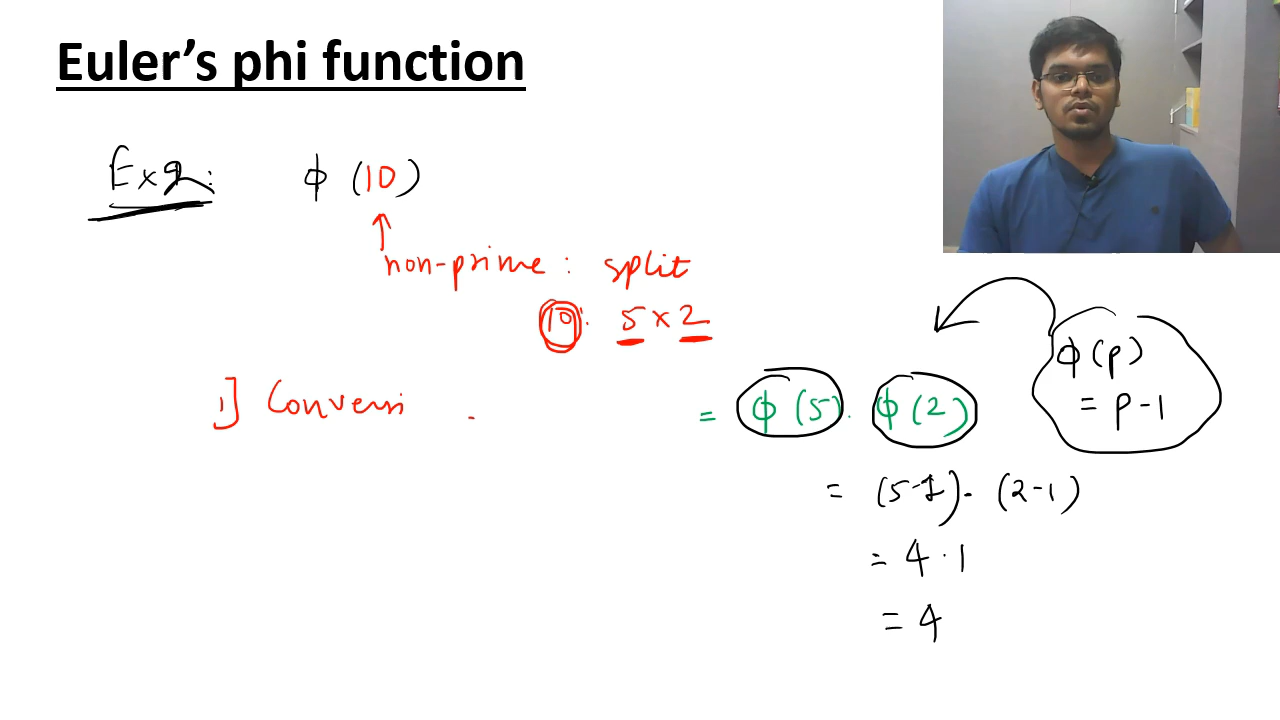 Euler’s phi function
Ex2: ϕ (10)
non-prime : split
10: 5 x 2
ϕ(p)
= p-1
1] Conversi
= ϕ (5) . ϕ (2)
= (5-1). (2-1)
= 4 . 1
= 4